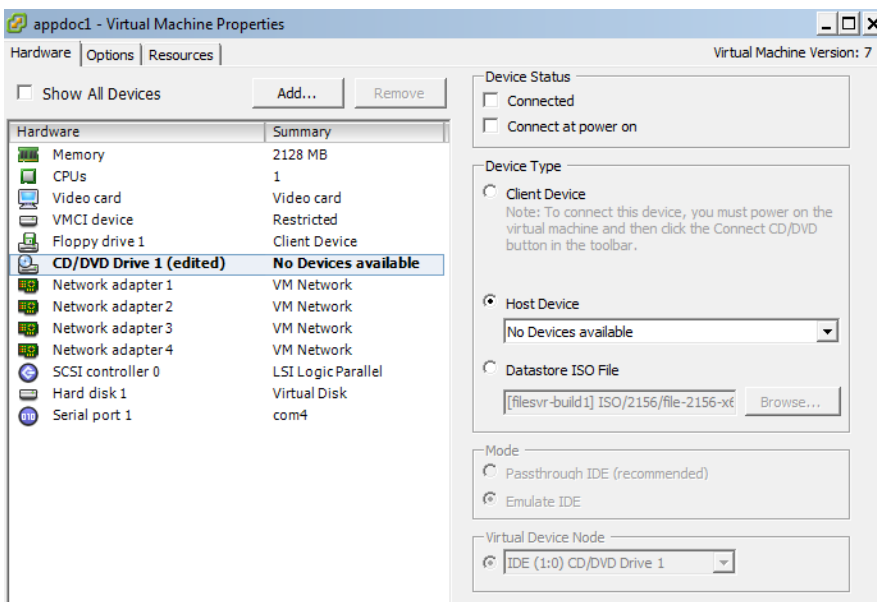 appdoc1 - Virtual Machine Properties
Hardware Options Resources Virtual Machine Version: 7
Show All Devices Add... Remove
Hardware Summary
Memory 2128 MB
CPUs 1
Video card Video card
VMCI device Restricted
Floppy drive 1 Client Device
CD/DVD Drive 1 (edited) No Devices available
Network adapter 1 VM Network
Network adapter 2 VM Network
Network adapter 3 VM Network
Network adapter 4 VM Network
SCSI controller 0 LSI Logic Parallel
Hard disk 1 Virtual Disk
Serial port 1 com4
Device Status
Connected
Connect at power on
Device Type
Client Device
Note: To connect this device, you must power on the
virtual machine and then click the Connect CD/DVD
button in the toolbar.
Host Device
No Devices available
Datastore ISO File
[filesvr-build1] ISO/2156/file-2156-x6 Browse...
Mode
Passthrough IDE (recommended)
Emulate IDE
Virtual Device Node
IDE (1:0) CD/DVD Drive 1